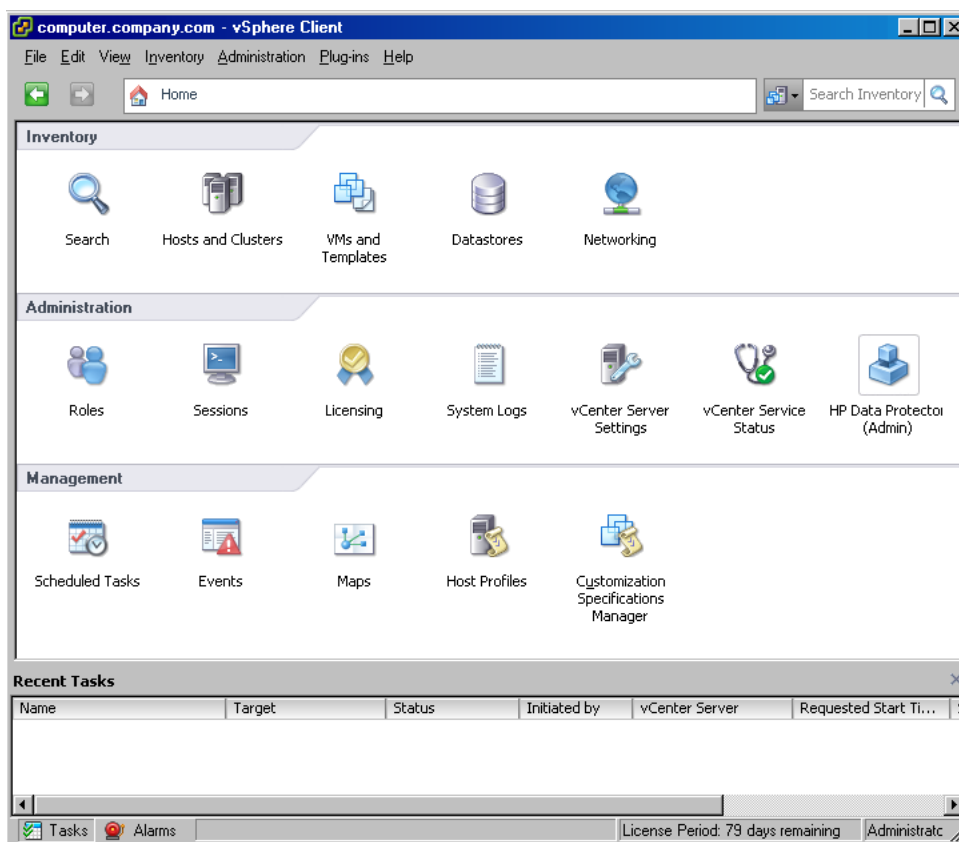 computer.company.com - vSphere Client
File Edit View Inventory Administration Plug-ins Help
Home
Search Inventory
Inventory
Search
Hosts and Clusters
VMs and
Templates
Datastores
Networking
Administration
Roles
Sessions
Licensing
System Logs
vCenter Server
Settings
vCenter Service
Status
HP Data Protector
(Admin)
Management
Scheduled Tasks
Events
Maps
Host Profiles
Customization
Specifications
Manager
Recent Tasks
Name Target Status Initiated by vCenter Server Requested Start Ti...
Tasks Alarms License Period: 79 days remaining Administratc